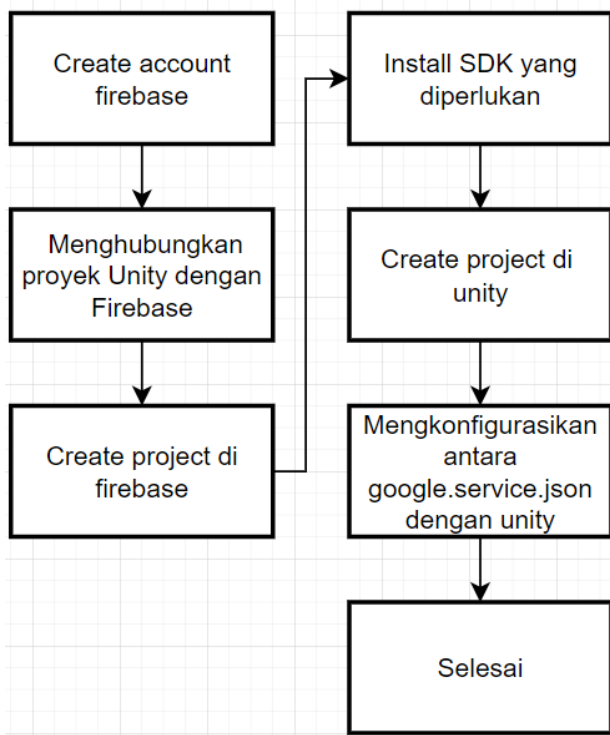 Create account
firebase
Menghubungkan
proyek Unity dengan
Firebase
Create project di
firebase
Install SDK yang
diperlukan
Create project di
unity
Mengkonfigurasikan
antara
google.service.json
dengan unity
Selesai